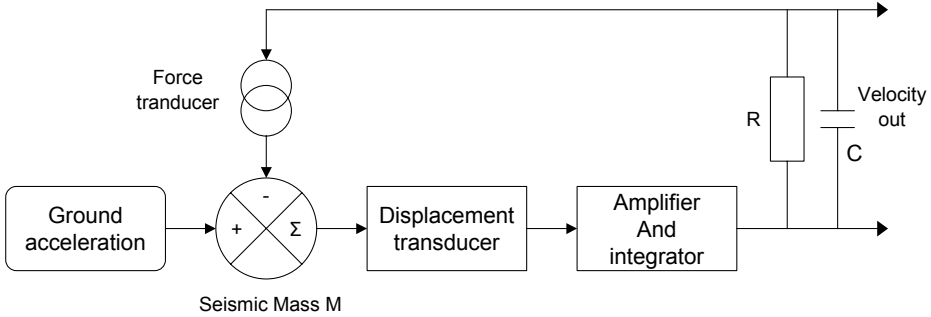 Force
tranducer
R
Velocity
out
C
-
+
Σ
Ground
acceleration
Displacement
transducer
Amplifier
And
integrator
Seismic Mass M